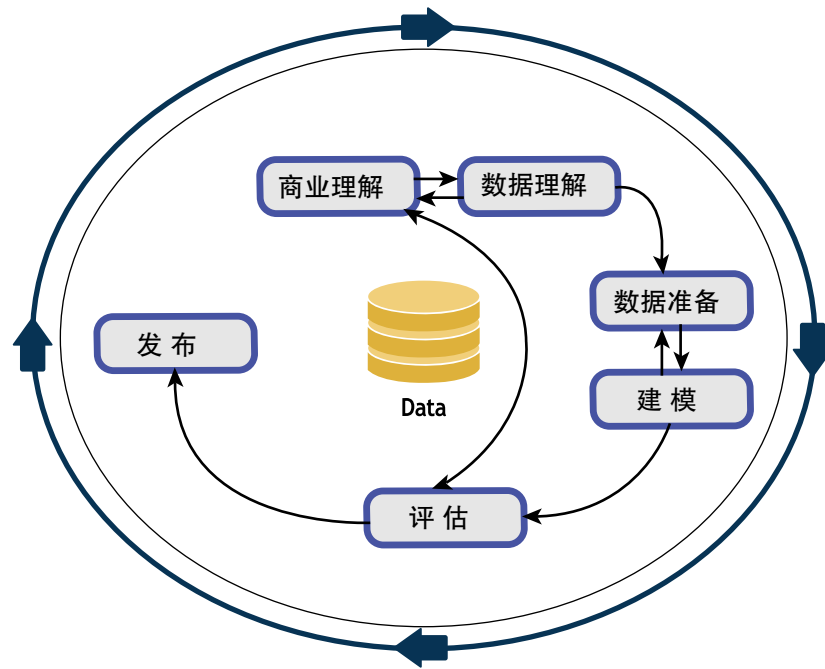 商业理解
数据理解
数据准备
发 布
Data
建 模
评 估